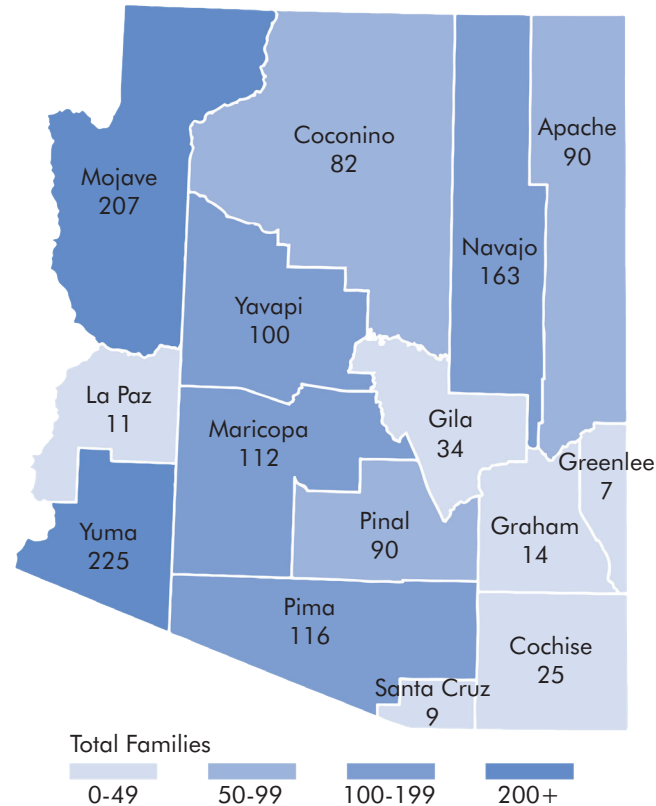 Coconino
82
Apache
90
Mojave
207
Navajo
163
Yavapi
100
La Paz
11
Maricopa
112
Gila
34
Greenlee
7
Yuma
225
Pinal
90
Graham
14
Pima
116
Cochise
25
Santa Cruz
9
Total Families
0-49 50-99 100-199 200+